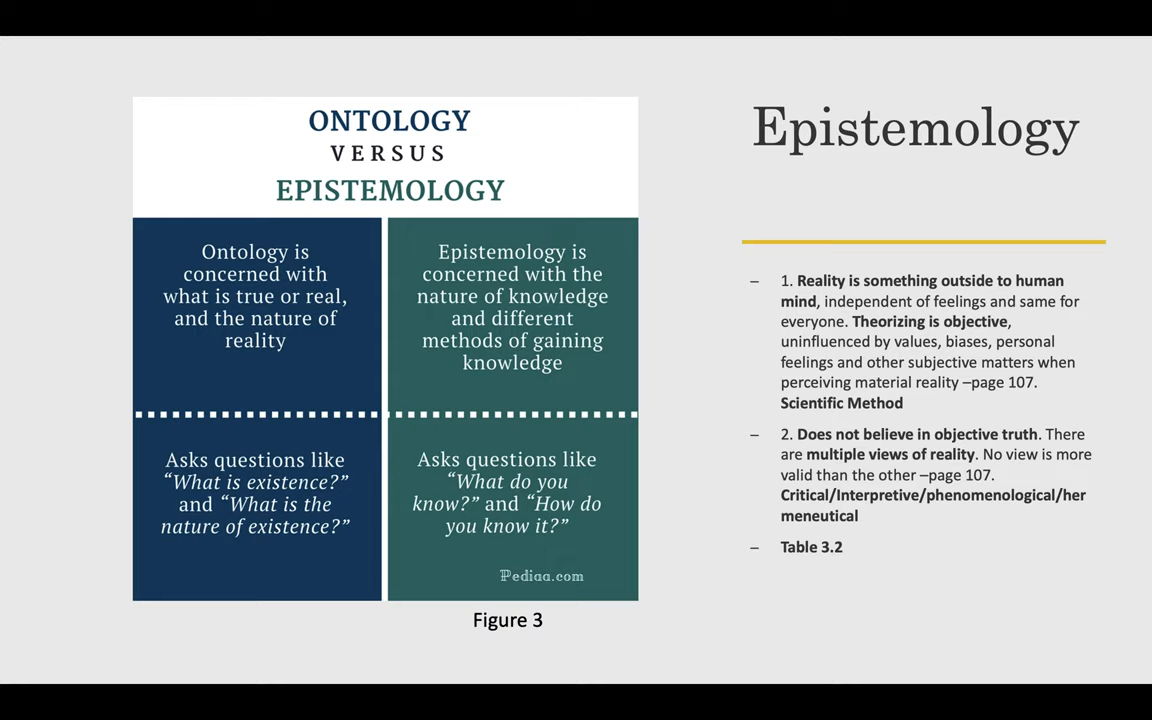 ONTOLOGY
VERSUS
EPISTEMOLOGY
Ontology is
concerned with
what is true or real,
and the nature of
reality
Epistemology is
concerned with the
nature of knowledge
and different
methods of gaining
knowledge
Asks questions like
“What is existence?”
and “What is the
nature of existence?”
Asks questions like
“What do you
know?” and “How do
you know it?”
Pediaa.com
Figure 3
Epistemology
– 1. Reality is something outside to human
mind, independent of feelings and same for
everyone. Theorizing is objective,
uninfluenced by values, biases, personal
feelings and other subjective matters when
perceiving material reality –page 107.
Scientific Method
– 2. Does not believe in objective truth. There
are multiple views of reality. No view is more
valid than the other –page 107.
Critical/Interpretive/phenomenological/her
meneutical
– Table 3.2